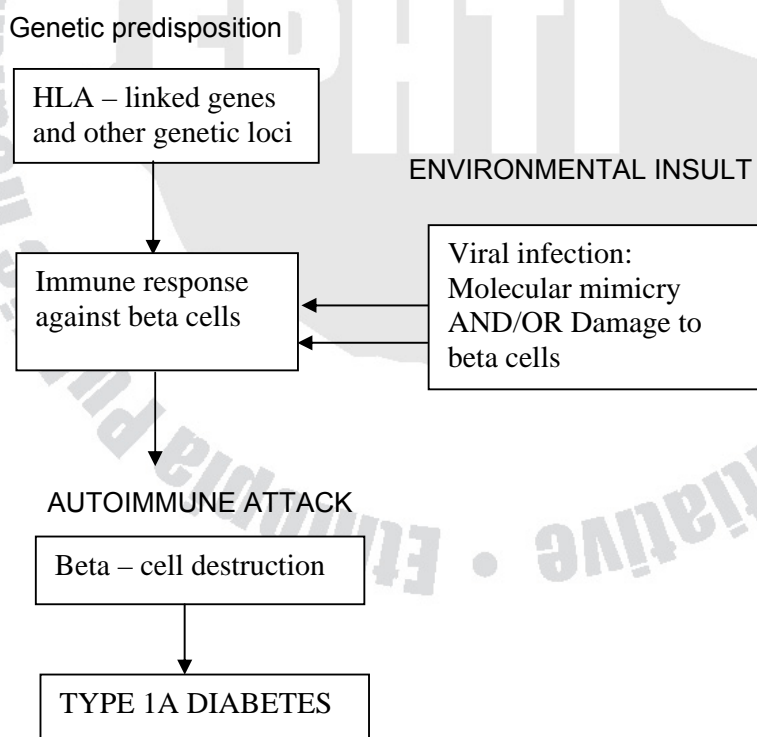 EPHTI
Genetic predisposition
HLA – linked genes
and other genetic loci
ENVIRONMENTAL INSULT
Immune response
against beta cells
Viral infection:
Molecular mimicry
AND/OR Damage to
beta cells
AUTOIMMUNE ATTACK
Beta – cell destruction
TYPE 1A DIABETES